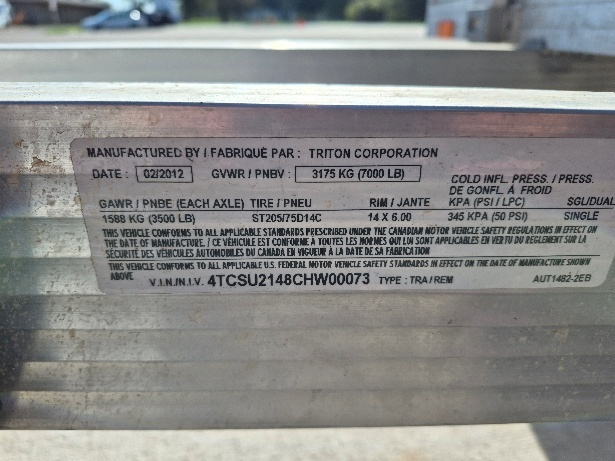 MANUFACTURED BY / FABRIQUÉ PAR : TRITON CORPORATION
DATE : 02/2012 GVWR / PNBV : 3175 KG (7000 LB)
COLD INFL. PRESS. / PRESS.
DE GONFL. À FROID
GAWR / PNBE (EACH AXLE) TIRE / PNEU RIM / JANTE KPA (PSI / LPC) SGL/DUAL
1588 KG (3500 LB) ST205/75D14C 14 X 6.00 345 KPA (50 PSI) SINGLE
THIS VEHICLE CONFORMS TO ALL APPLICABLE STANDARDS PRESCRIBED UNDER THE CANADIAN MOTOR VEHICLE SAFETY REGULATIONS IN EFFECT ON
THE DATE OF MANUFACTURE. / CE VÉHICULE EST CONFORME À TOUTES LES NORMES QUI LUI SONT APPLICABLES EN VERTU DU RÈGLEMENT SUR LA
SÉCURITÉ DES VÉHICULES AUTOMOBILES DU CANADA EN VIGUEUR À LA DATE DE SA FABRICATION.
THIS VEHICLE CONFORMS TO ALL APPLICABLE U.S. FEDERAL MOTOR VEHICLE SAFETY STANDARDS IN EFFECT ON THE DATE OF MANUFACTURE SHOWN
ABOVE
V.I.N./N.I.V. 4TCSU2148CHW00073 TYPE : TRA/REM AUT1482-2EB